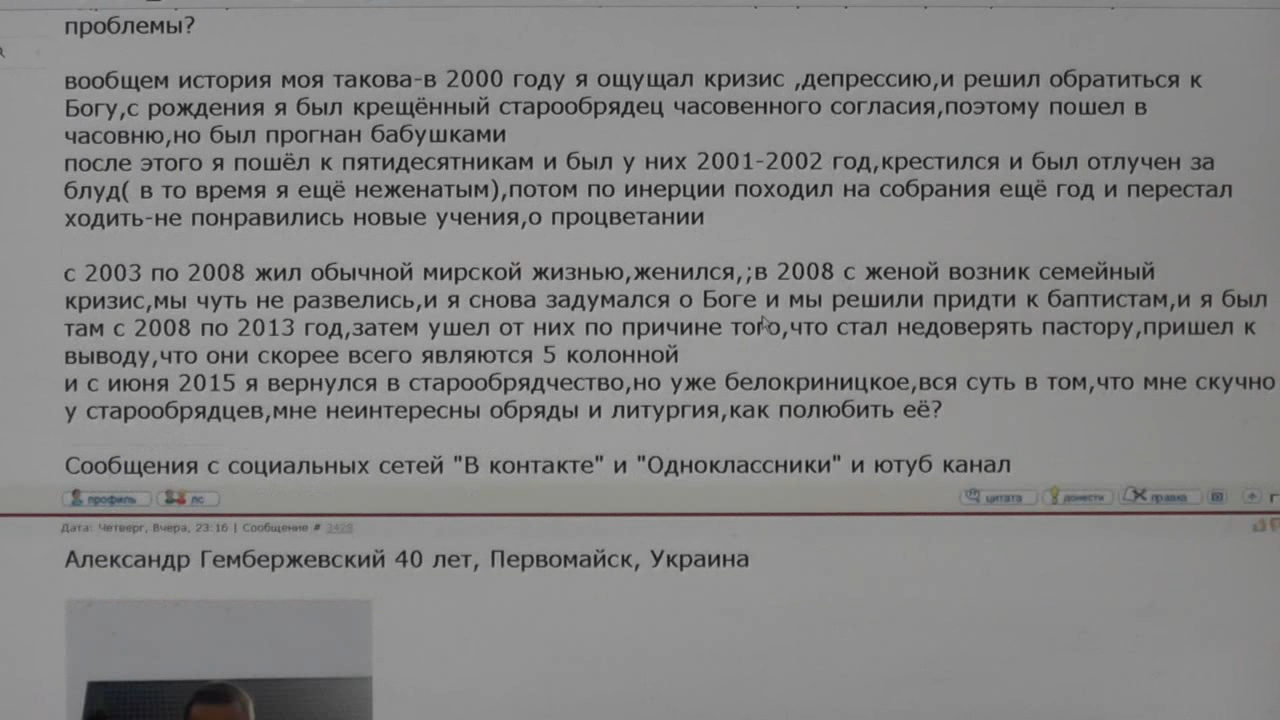 проблемы?
вообщем история моя такова-в 2000 году я ощущал кризис ,депрессию,и решил обратиться к
Богу,с рождения я был крещённый старообрядец часовенного согласия,поэтому пошел в
часовню,но был прогнан бабушками
после этого я пошёл к пятидесятникам и был у них 2001-2002 год,крестился и был отлучен за
блуд( в то время я ещё неженатым),потом по инерции походил на собрания ещё год и перестал
ходить-не понравились новые учения,о процветании
с 2003 по 2008 жил обычной мирской жизнью,женился,;в 2008 с женой возник семейный
кризис,мы чуть не развелись,и я снова задумался о Боге и мы решили придти к баптистам,и я был
там с 2008 по 2013 год,затем ушел от них по причине того,что стал недоверять пастору,пришел к
выводу,что они скорее всего являются 5 колонной
и с июня 2015 я вернулся в старообрядчество,но уже белокриницкое,вся суть в том,что мне скучно
у старообрядцев,мне неинтересны обряды и литургия,как полюбить её?
Сообщения с социальных сетей "В контакте" и "Одноклассники" и ютуб канал
профиль лс цитата донести правка
Дата: Четверг, Вчера, 23:16 | Сообщение # 3428
Александр Гембержевский 40 лет, Первомайск, Украина